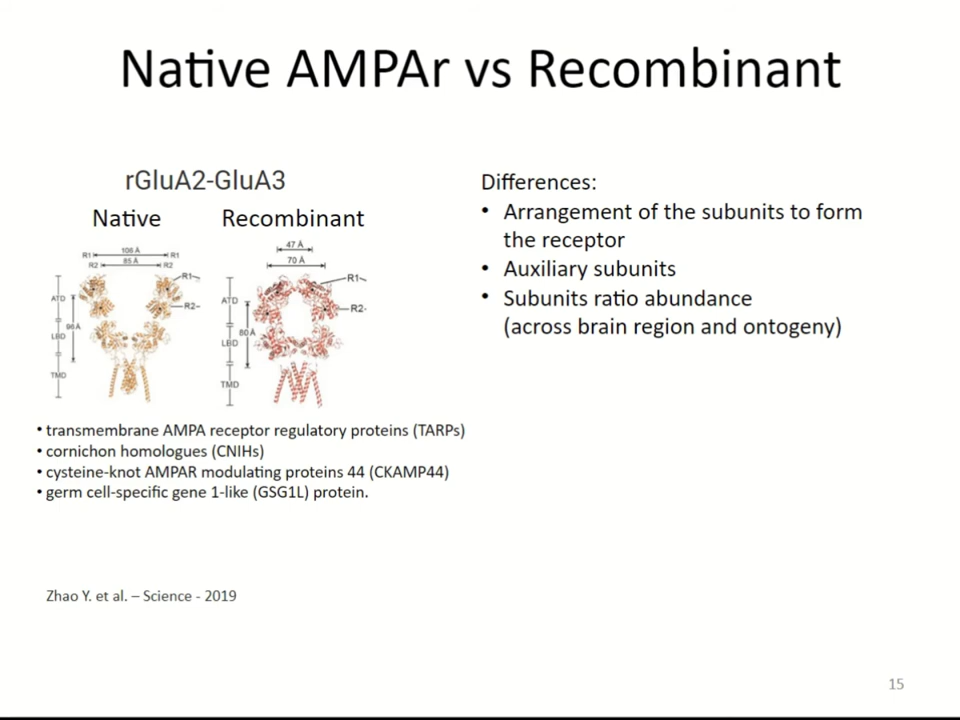 Native AMPAr vs Recombinant
rGluA2-GluA3
Native Recombinant
108 Å
R1 R1
85 Å
R2 R2
R1
R2
ATD
96Å
LBD
TMD
47 Å
70 Å
R1
R2
ATD
80Å
LBD
TMD
• transmembrane AMPA receptor regulatory proteins (TARPs)
• cornichon homologues (CNIHs)
• cysteine-knot AMPAR modulating proteins 44 (CKAMP44)
• germ cell-specific gene 1-like (GSG1L) protein.
Differences:
• Arrangement of the subunits to form
the receptor
• Auxiliary subunits
• Subunits ratio abundance
(across brain region and ontogeny)
Zhao Y. et al. – Science - 2019
15